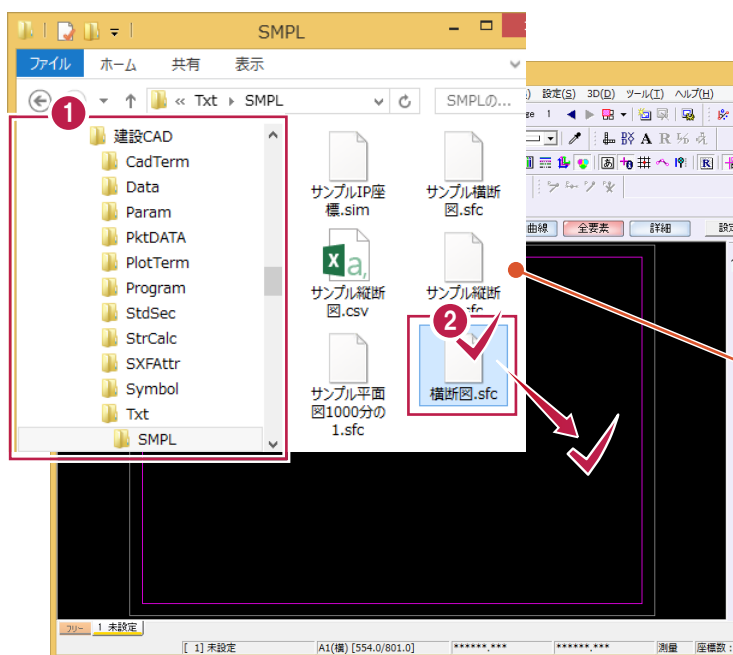 SMPL
ファイル ホーム 共有 表示
« Txt ▸ SMPL
SMPLの...
1
建設CAD
CadTerm
Data
Param
PktDATA
PlotTerm
Program
StdSec
StrCalc
SXFAttr
Symbol
Txt
SMPL
サンプルIP座
標.sim
サンプル横断
図.sfc
サンプル縦断
図.csv
サンプル縦断
.sfc
サンプル平面
図1000分の
1.sfc
2
横断図.sfc
設定(S) 3D(D) ツール(T) ヘルプ(H)
1
A R
あ
R
曲線 全要素 詳細 設定
フリー 1 未設定
[ 1] 未設定 A1(横) [554.0/801.0] ******.*** ******.*** 測量 座標数: